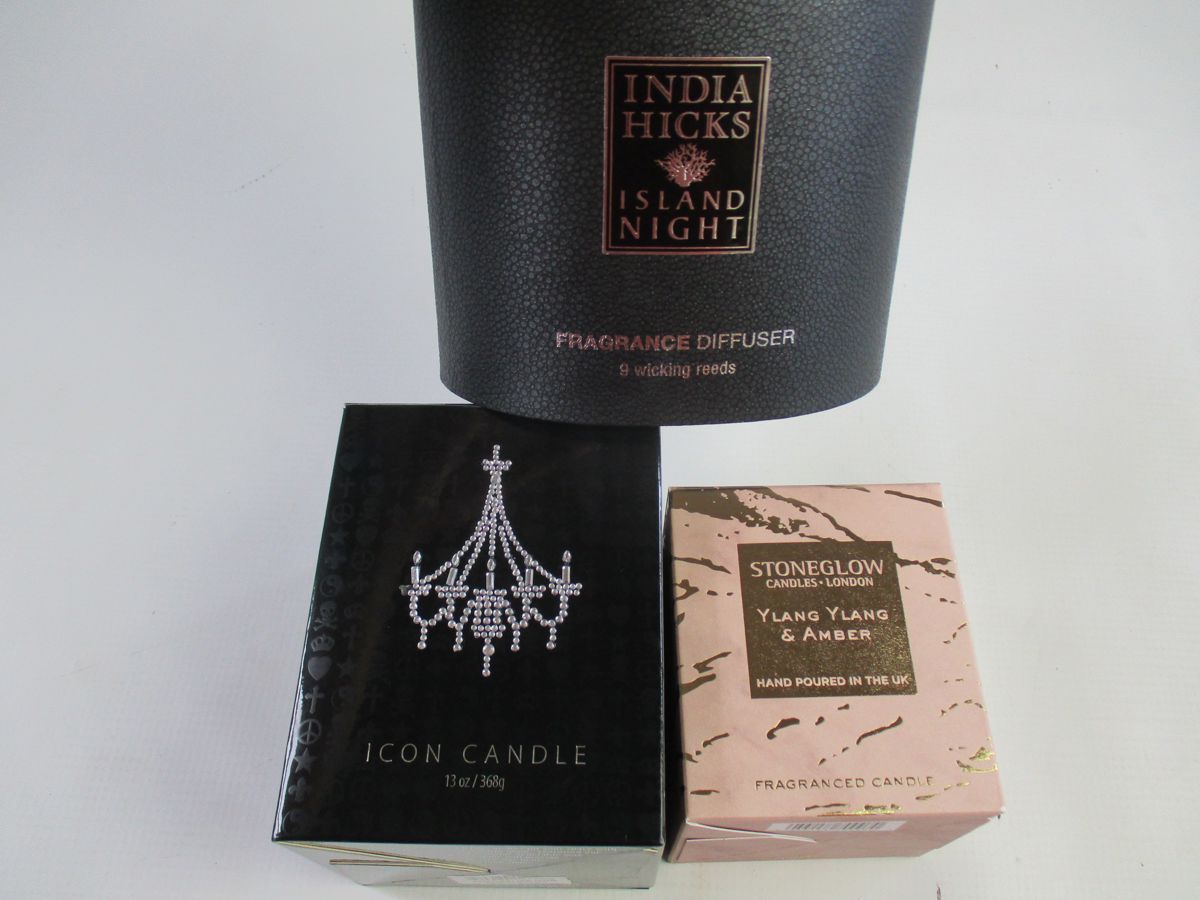 INDIA
HICKS
ISLAND
NIGHT
FRAGRANCE DIFFUSER
9 wicking reeds
ICON CANDLE
13 oz / 368g
STONEGLOW
CANDLES • LONDON
YLANG YLANG
& AMBER
HAND POURED IN THE UK
FRAGRANCED CANDLE